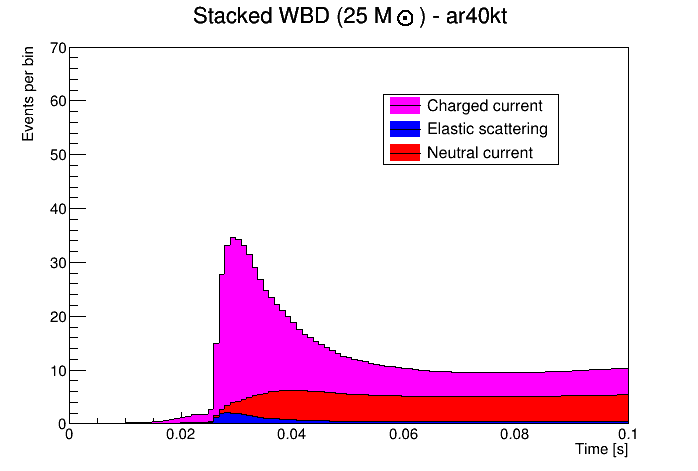 Stacked WBD (25 M⊙) - ar40kt
Events per bin
70
60
50
40
30
20
10
0
Charged current
Elastic scattering
Neutral current
0 0.02 0.04 0.06 0.08 0.1
Time [s]